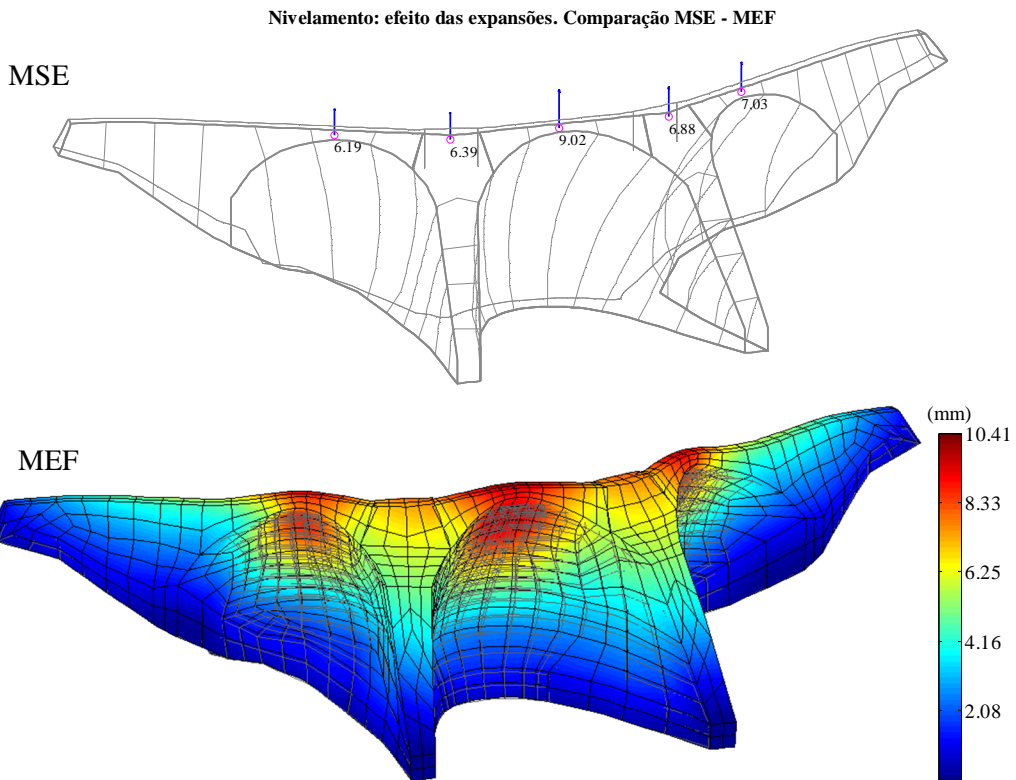 Nivelamento: efeito das expansões. Comparação MSE - MEF
MSE
6.19
6.39
9.02
6.88
7.03
MEF
(mm)
10.41
8.33
6.25
4.16
2.08